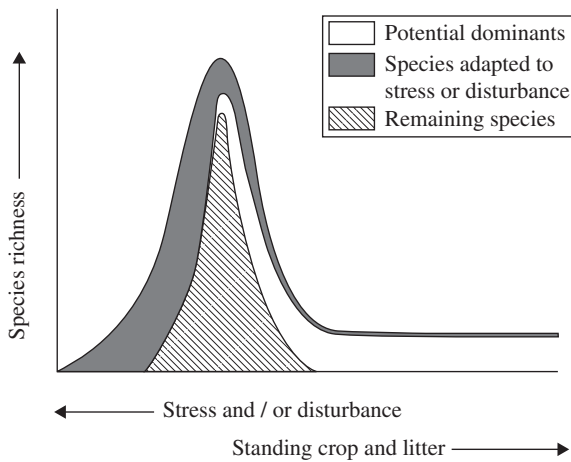 Potential dominants
Species adapted to
stress or disturbance
Remaining species
Species richness
Stress and / or disturbance
Standing crop and litter